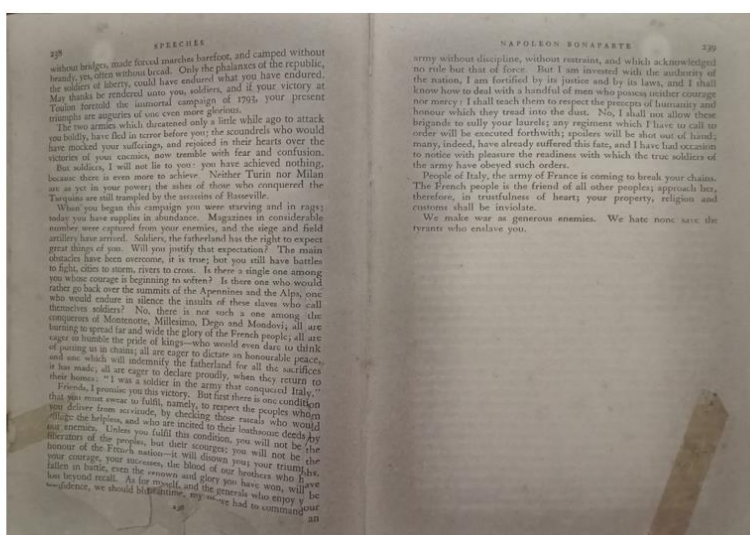 238
SPEECHES
without bridges, made forced marches barefoot, and camped without
brandy, yes, often without bread. Only the phalanxes of the republic,
the soldiers of liberty, could have endured what you have endured.
May thanks be rendered unto you, soldiers, and if your victory at
Toulon foretold the immortal campaign of 1793, your present
triumphs are auguries of one even more glorious.
The two armies which threatened only a little while ago to attack
you boldly, have fled in terror before you; the scoundrels who would
have mocked your sufferings, and rejoiced in their hearts over the
victories of your enemies, now tremble with fear and confusion.
But soldiers, I will not lie to you: you have achieved nothing,
because there is even more to achieve. Neither Turin nor Milan
are as yet in your power; the ashes of those who conquered the
Tarquins are still trampled by the assassins of Basseville.
When you began this campaign you were starving and in rags;
today you have supplies in abundance. Magazines in considerable
number were captured from your enemies, and the siege and field
artillery have arrived. Soldiers, the fatherland has the right to expect
great things of you. Will you justify that expectation? The main
obstacles have been overcome, it is true; but you still have battles
to fight, cities to storm, rivers to cross. Is there a single one among
you whose courage is beginning to soften? Is there one who would
rather go back over the summits of the Apennines and the Alps, one
who would endure in silence the insults of these slaves who call
themselves soldiers? No, there is not such a one among the
conquerors of Montenotte, Millesimo, Dego and Mondovi; all are
burning to spread far and wide the glory of the French people; all are
eager to humble the pride of kings—who would even dare to think
of putting us in chains; all are eager to dictate an honourable peace,
and one which will indemnify the fatherland for all the sacrifices
it has made; all are eager to declare proudly, when they return to
their homes: "I was a soldier in the army that conquered Italy."
Friends, I promise you this victory. But first there is one condition
that you must swear to fulfil, namely, to respect the peoples whom
you deliver from servitude, by checking those rascals who would
pillage the helpless, and who are incited to their loathsome deeds by
our enemies. Unless you fulfil this condition, you will not be the
liberators of the peoples, but their scourges; you will not be the
honour of the French nation—it will disown you; your triumphs,
your courage, your successes, the blood of our brothers who have
fallen in battle, even the renown and glory you have won, will be
lost beyond recall. As for myself, and the generals who enjoy your
confidence, we should had to command an
NAPOLEON BONAPARTE
239
army without discipline, without restraint, and which acknowledged
no rule but that of force. But I am invested with the authority of
the nation, I am fortified by its justice and by its laws, and I shall
know how to deal with a handful of men who possess neither courage
nor mercy: I shall teach them to respect the precepts of humanity and
honour which they tread into the dust. No, I shall not allow these
brigands to sully your laurels; any regiment which I have to call to
order will be executed forthwith; spoilers will be shot out of hand;
many, indeed, have already suffered this fate, and I have had occasion
to notice with pleasure the readiness with which the true soldiers of
the army have obeyed such orders.
People of Italy, the army of France is coming to break your chains.
The French people is the friend of all other peoples; approach her,
therefore, in trustfulness of heart; your property, religion and
customs shall be inviolate.
We make war as generous enemies. We hate none save the
tyrants who enslave you.